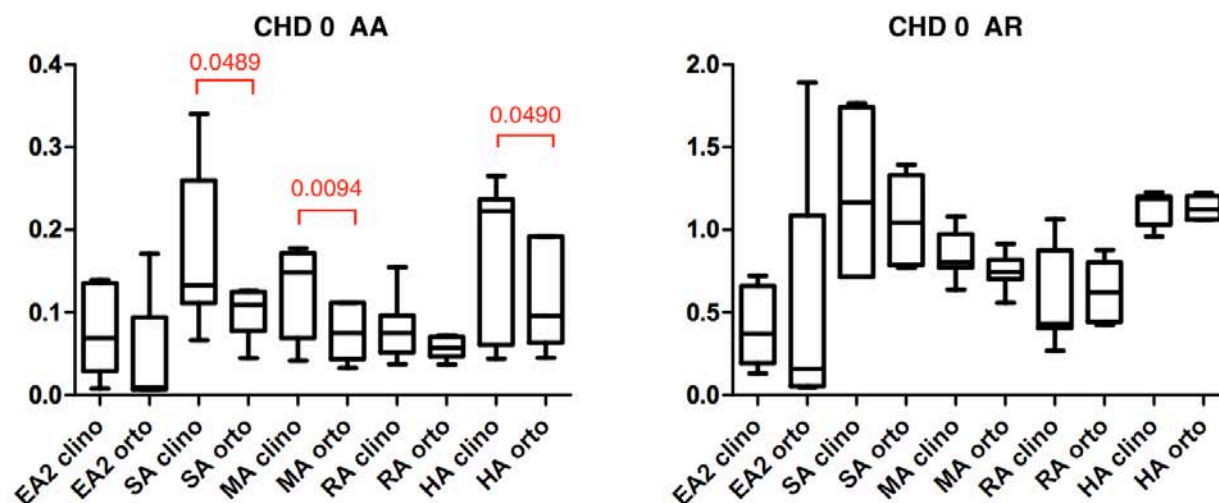 CHD 0 AA
0.4
0.3
0.2
0.1
0.0
0.0489
0.0094
0.0490
EA2 clino
EA2 orto
SA clino
SA orto
MA clino
MA orto
RA clino
RA orto
HA clino
HA orto
CHD 0 AR
2.0
1.5
1.0
0.5
0.0
EA2 clino
EA2 orto
SA clino
SA orto
MA clino
MA orto
RA clino
RA orto
HA clino
HA orto